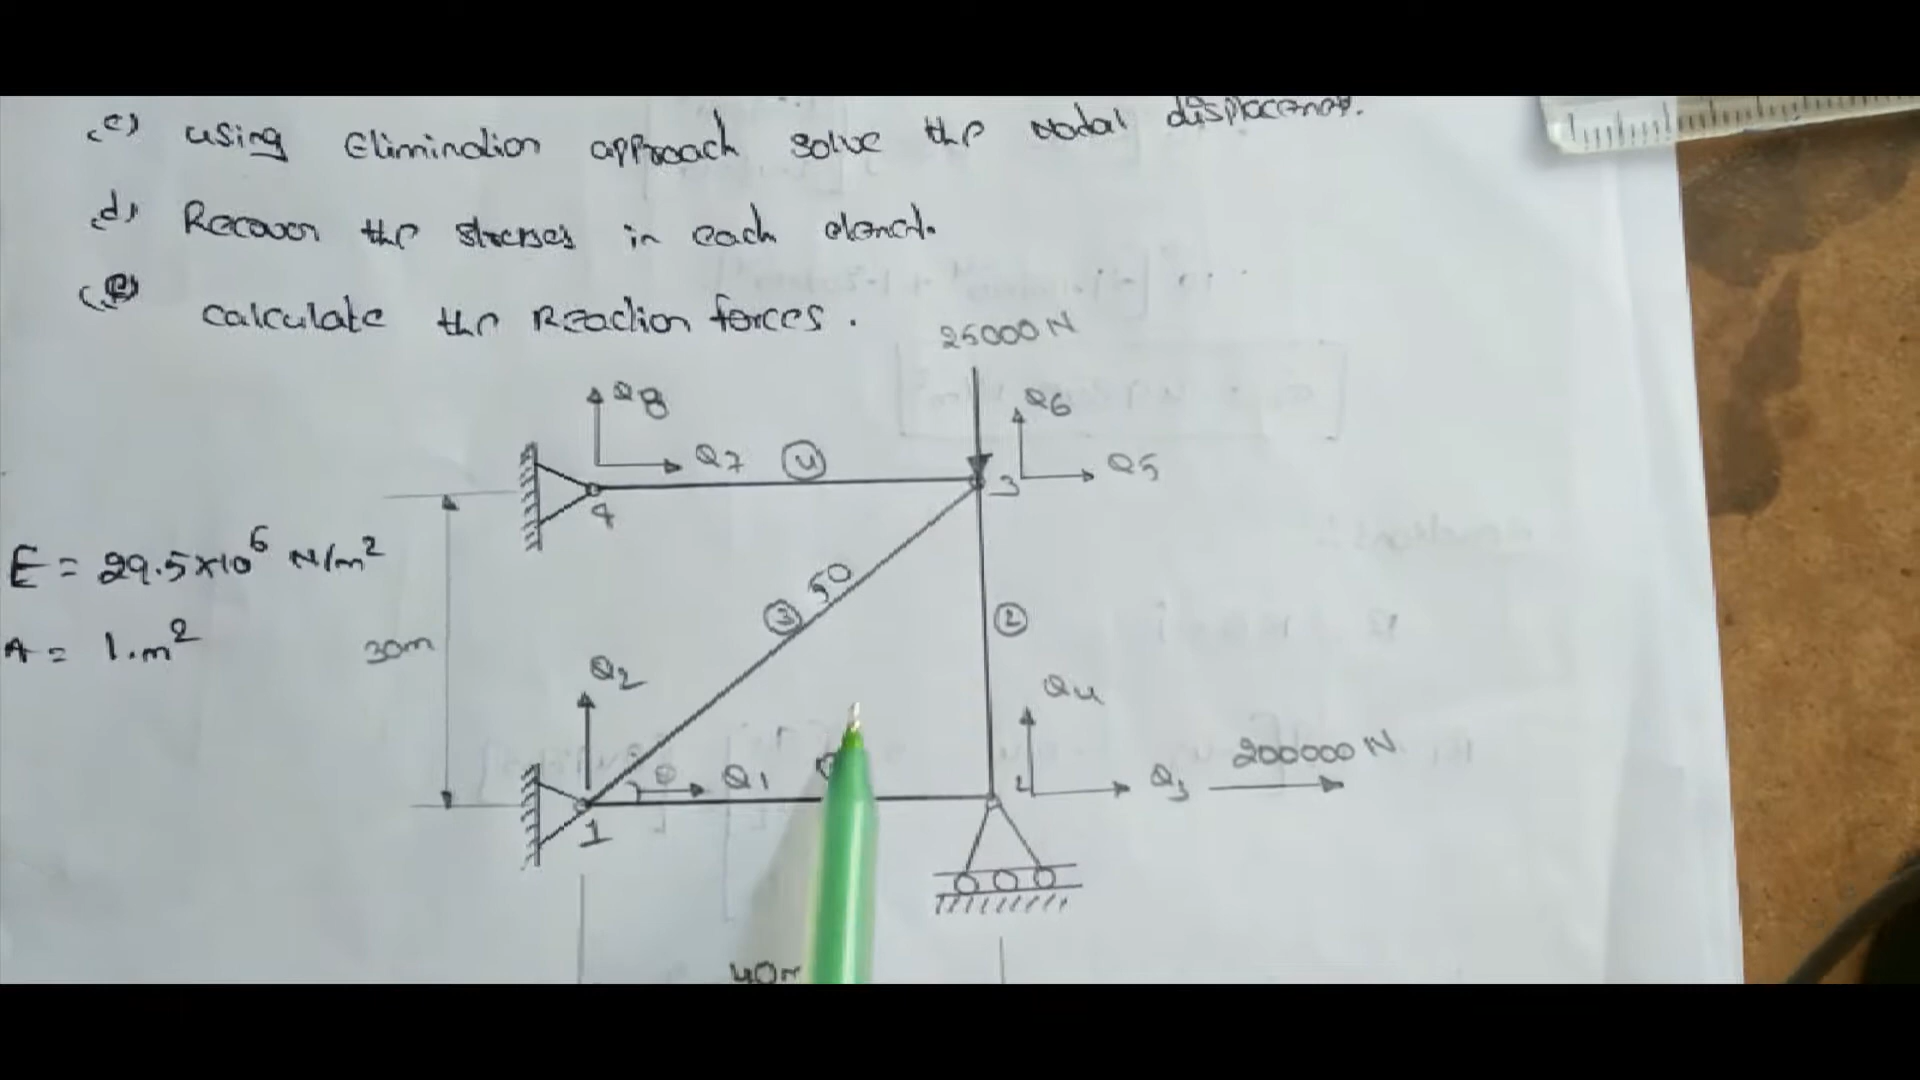 (c) using Elimination approach solve the Nodal displacement.
(d) Recover the stresses in each element.
(e) calculate the Reaction forces.
25000 N
Q8
Q6
Q7 4
Q5
4
3
E = 29.5×10^6 N/m^2
3 50
2
A = 1.m^2
30m
Q2
Q4
θ Q1
Q3 200000 N
1
40m